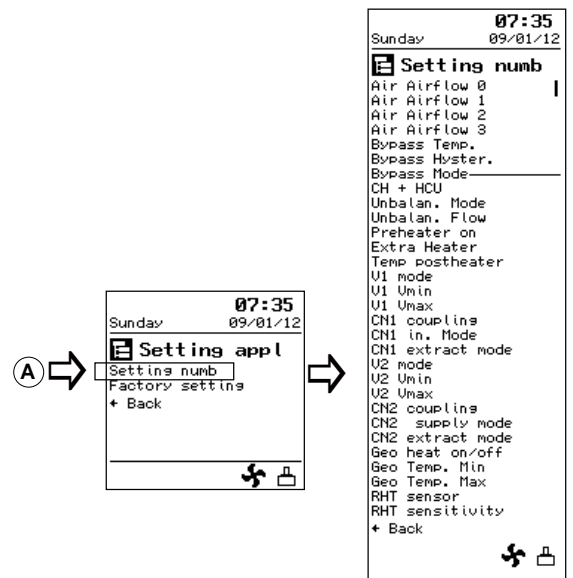 07:35
Sunday 09/01/12
Setting appl
Setting numb
Factory setting
← Back
A
07:35
Sunday 09/01/12
Setting numb
Air Airflow 0
Air Airflow 1
Air Airflow 2
Air Airflow 3
Bypass Temp.
Bypass Hyster.
Bypass Mode
CH + HCU
Unbalan. Mode
Unbalan. Flow
Preheater on
Extra Heater
Temp postheater
V1 mode
V1 Vmin
V1 Vmax
CN1 coupling
CN1 in. Mode
CN1 extract mode
V2 mode
V2 Vmin
V2 Vmax
CN2 coupling
CN2 supply mode
CN2 extract mode
Geo heat on/off
Geo Temp. Min
Geo Temp. Max
RHT sensor
RHT sensitivity
← Back